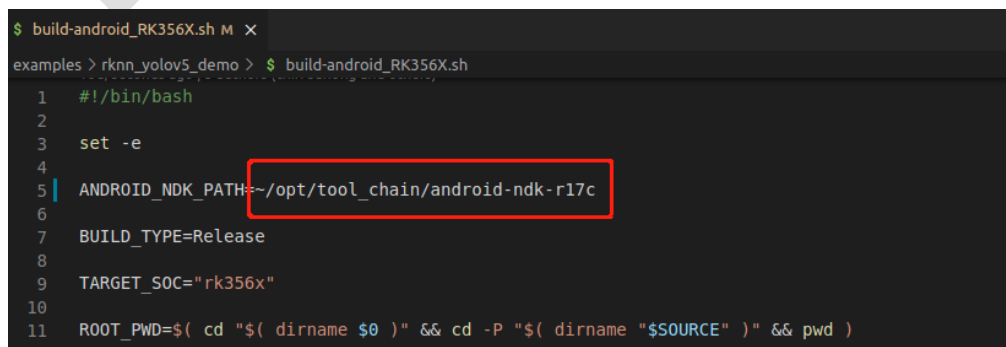 $ build-android_RK356X.sh M ×
examples > rknn_yolov5_demo > $ build-android_RK356X.sh
1 #!/bin/bash
2
3 set -e
4
5 ANDROID_NDK_PATH=~/opt/tool_chain/android-ndk-r17c
6
7 BUILD_TYPE=Release
8
9 TARGET_SOC="rk356x"
10
11 ROOT_PWD=$( cd "$( dirname $0 )" && cd -P "$( dirname "$SOURCE" )" && pwd )